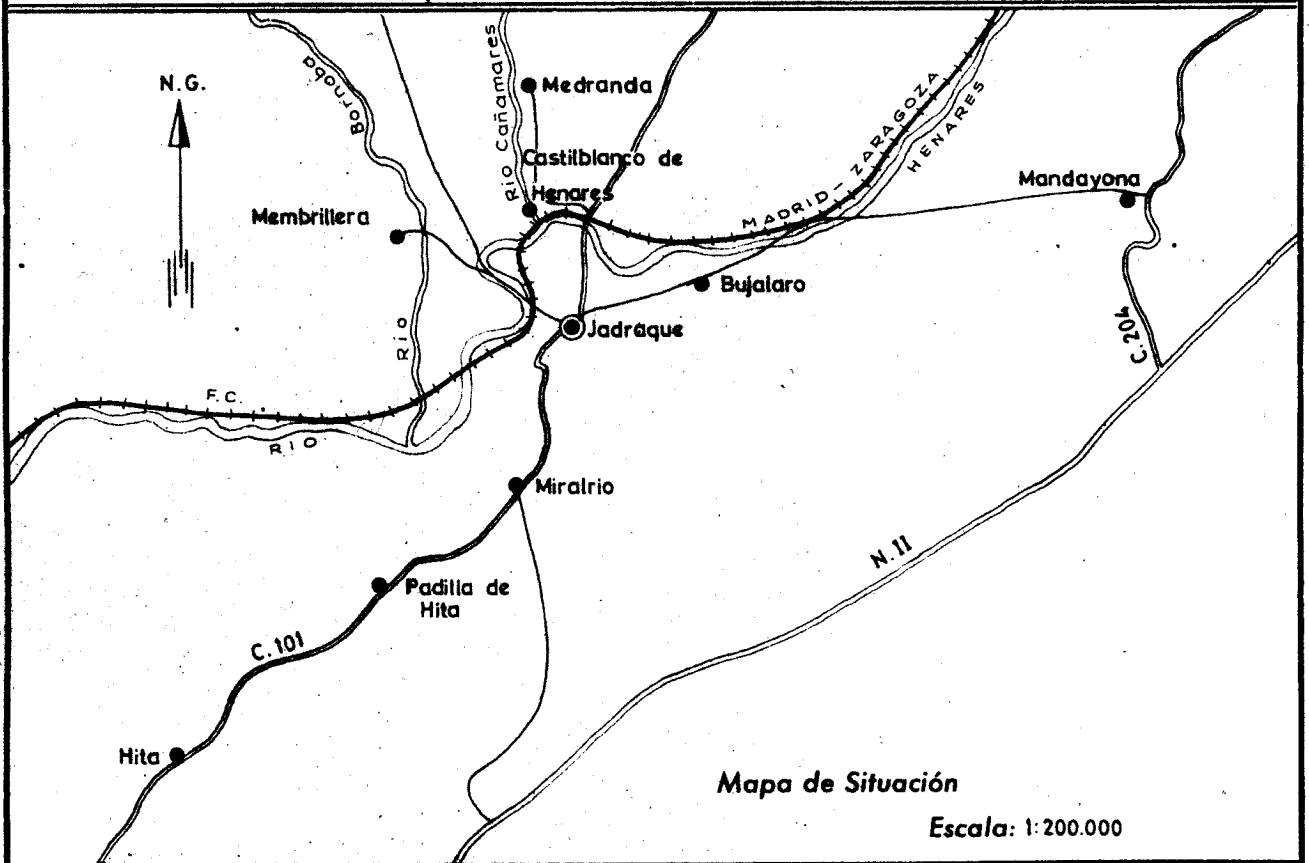 N.G.
Bornoba
Rio Cañamares
Medranda
Castilblanco de
Henares
MADRID - ZARAGOZA
HENARES
Mandayona
Membrillera
Bujalaro
Jadraque
Rio
C. 204
F.C.
RIO
Miralrio
N. II
Padilla de
Hita
C. 101
Hita
Mapa de Situación
Escala: 1:200.000